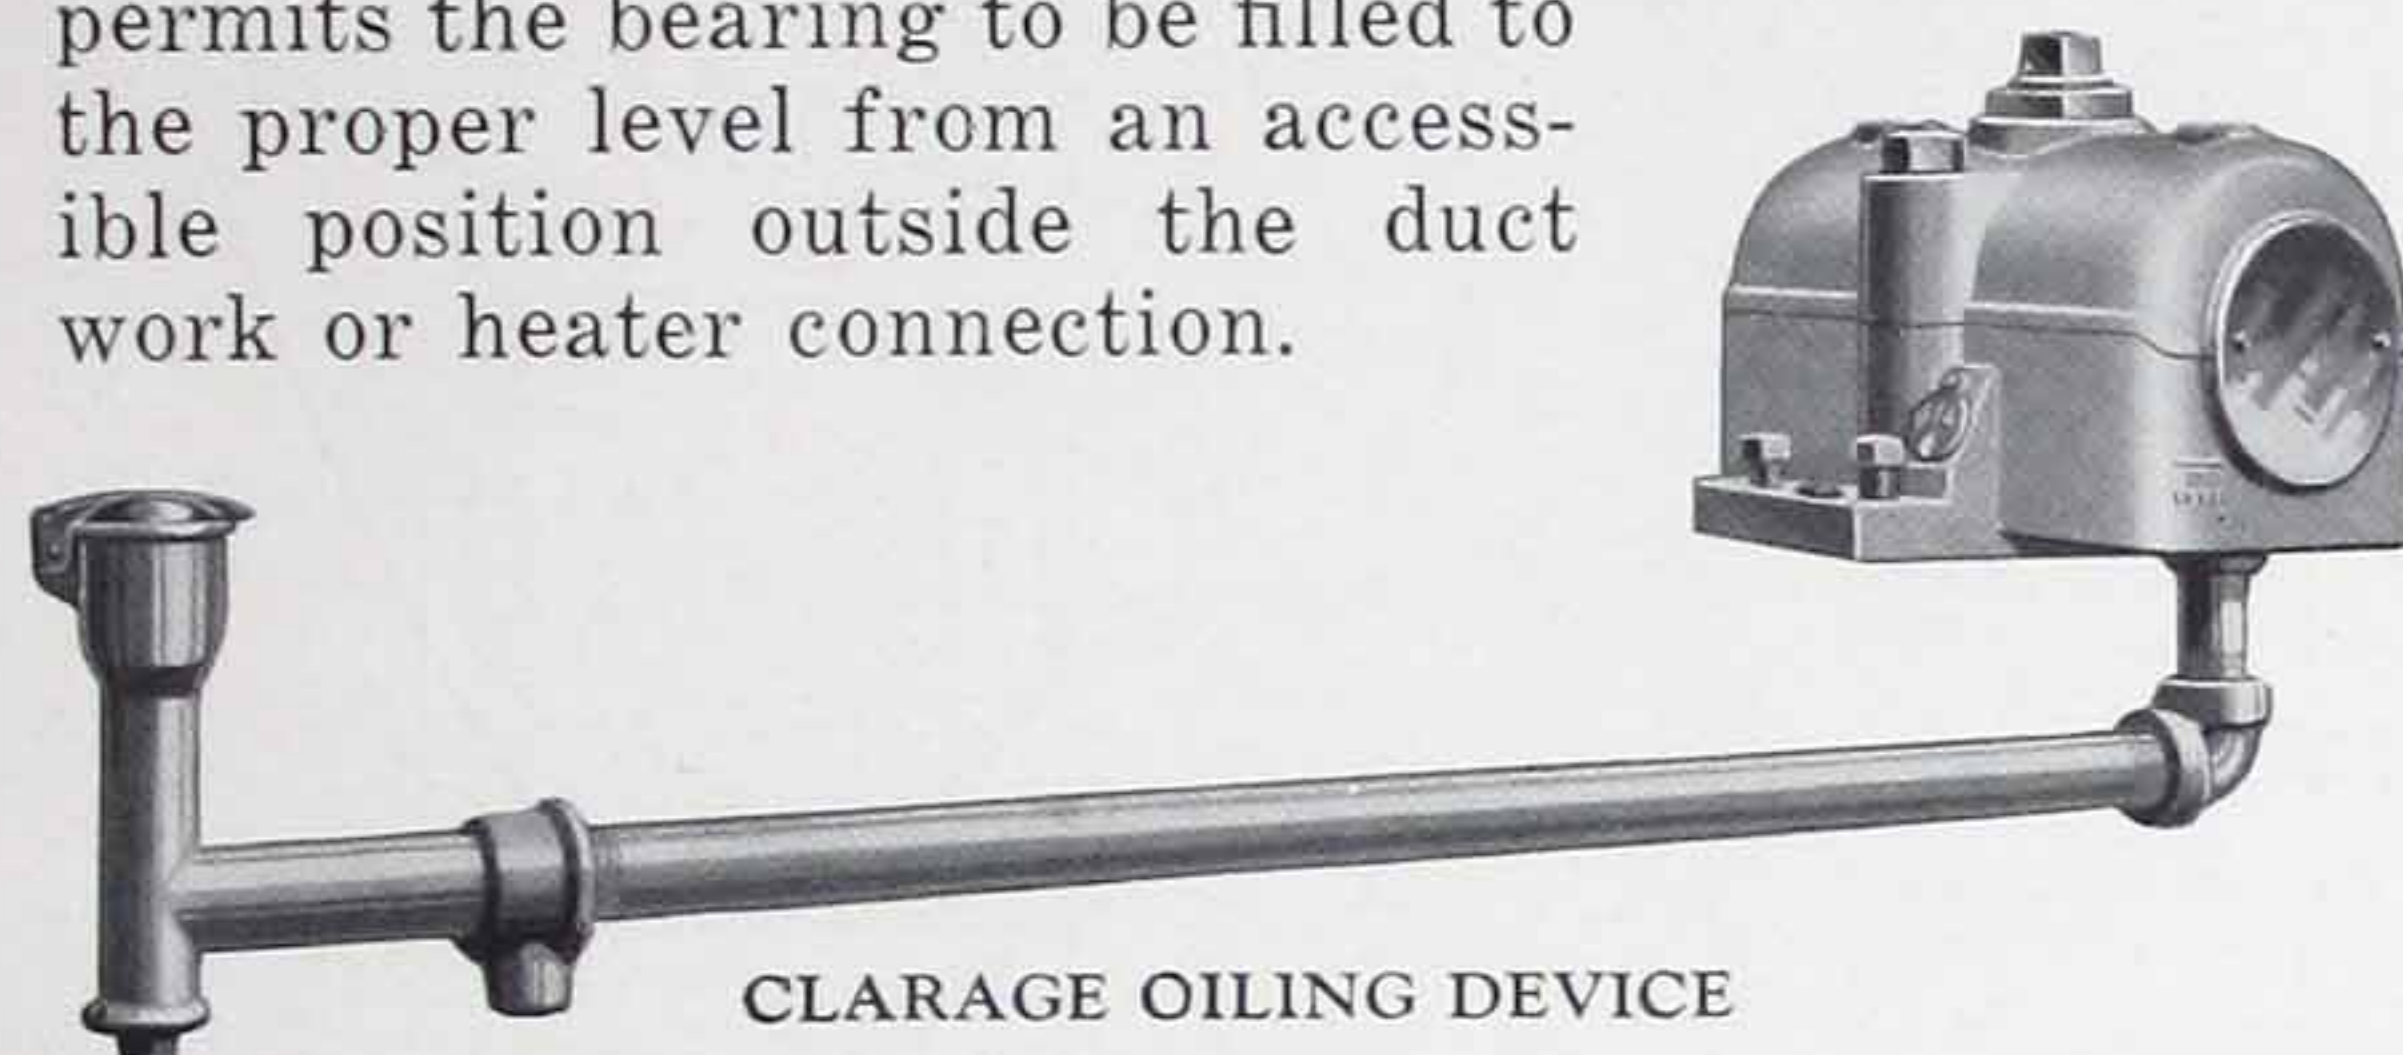 permits the bearing to be filled to
the proper level from an access-
ible position outside the duct
work or heater connection.
CLARAGE OILING DEVICE